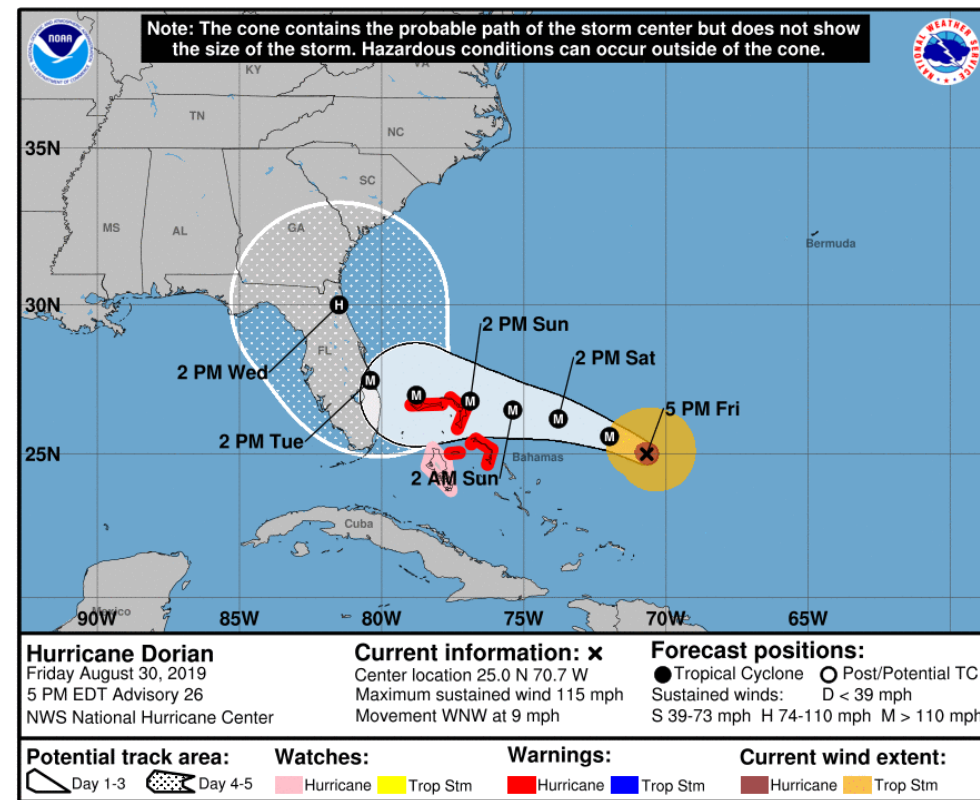 Note: The cone contains the probable path of the storm center but does not show
the size of the storm. Hazardous conditions can occur outside of the cone.
NOAA
NATIONAL WEATHER SERVICE
KY
VA
TN
NC
35N
SC
MS
AL
GA
Bermuda
30N
H
2 PM Sun
FL
2 PM Sat
2 PM Wed
M
M
M
M
M
5 PM Fri
M
2 PM Tue
25N
Bahamas
2 AM Sun
Cuba
Mexico
90W
85W
80W
75W
70W
65W
Hurricane Dorian
Friday August 30, 2019
5 PM EDT Advisory 26
NWS National Hurricane Center
Current information: x
Center location 25.0 N 70.7 W
Maximum sustained wind 115 mph
Movement WNW at 9 mph
Forecast positions:
Tropical Cyclone Post/Potential TC
Sustained winds: D < 39 mph
S 39-73 mph H 74-110 mph M > 110 mph
Potential track area:
Day 1-3 Day 4-5
Watches:
Hurricane Trop Stm
Warnings:
Hurricane Trop Stm
Current wind extent:
Hurricane Trop Stm